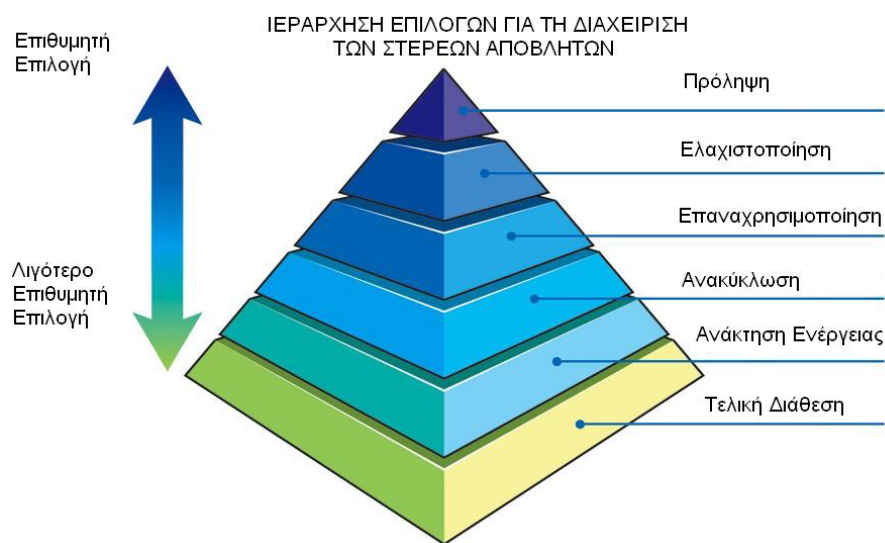 ΙΕΡΑΡΧΗΣΗ ΕΠΙΛΟΓΩΝ ΓΙΑ ΤΗ ΔΙΑΧΕΙΡΙΣΗ
ΤΩΝ ΣΤΕΡΕΩΝ ΑΠΟΒΛΗΤΩΝ
Επιθυμητή
Επιλογή
Πρόληψη
Ελαχιστοποίηση
Επαναχρησιμοποίηση
Λιγότερο
Επιθυμητή
Επιλογή
Ανακύκλωση
Ανάκτηση Ενέργειας
Τελική Διάθεση